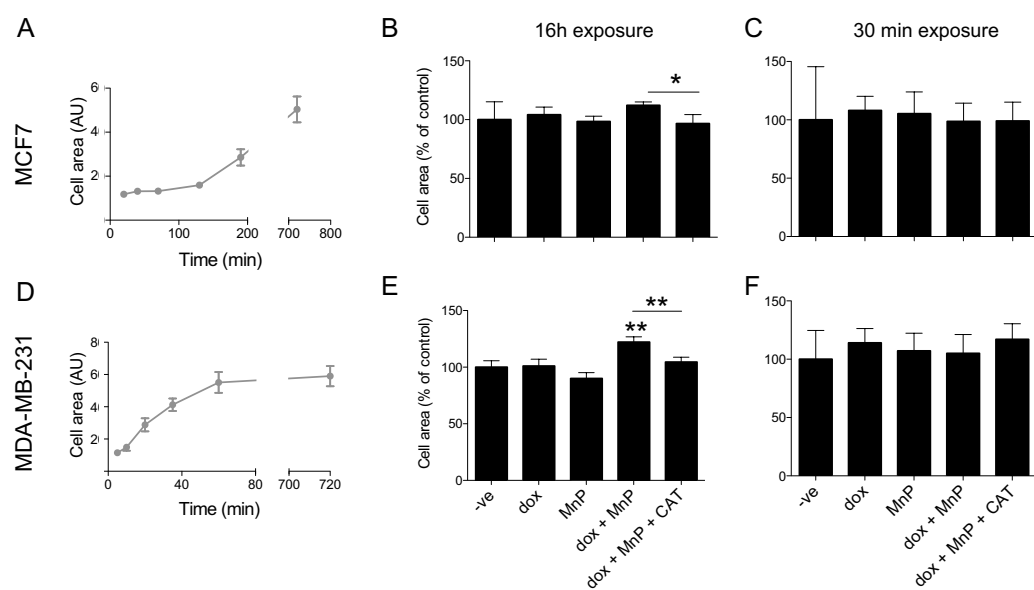 A
B
16h exposure
C
30 min exposure
MCF7
Cell area (AU)
6
4
2
0
100
200
700
800
Time (min)
Cell area (% of control)
150
100
50
0
*
150
100
50
0
D
E
F
MDA-MB-231
Cell area (AU)
8
6
4
2
0
40
80
700
720
Time (min)
Cell area (% of control)
150
100
50
0
**
**
-ve
dox
MnP
dox + MnP
dox + MnP + CAT
150
100
50
0
-ve
dox
MnP
dox + MnP
dox + MnP + CAT